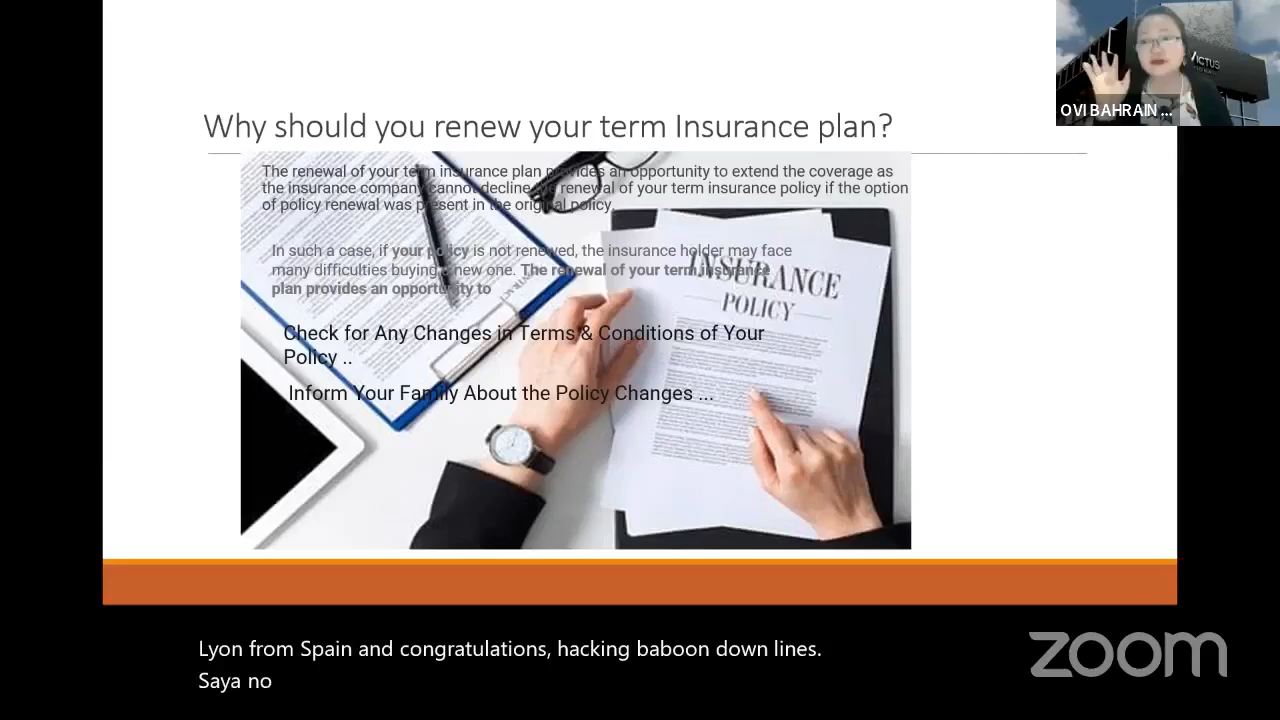 VICTUS
OVI BAHRAIN ...
Why should you renew your term Insurance plan?
The renewal of your term insurance plan provides an opportunity to extend the coverage as
the insurance company cannot decline the renewal of your term insurance policy if the option
of policy renewal was present in the original policy.
In such a case, if your policy is not renewed, the insurance holder may face
many difficulties buying a new one. The renewal of your term insurance
plan provides an opportunity to
INSURANCE
POLICY
Check for Any Changes in Terms & Conditions of Your
Policy ..
Inform Your Family About the Policy Changes ...
Lyon from Spain and congratulations, hacking baboon down lines.
Saya no
zoom